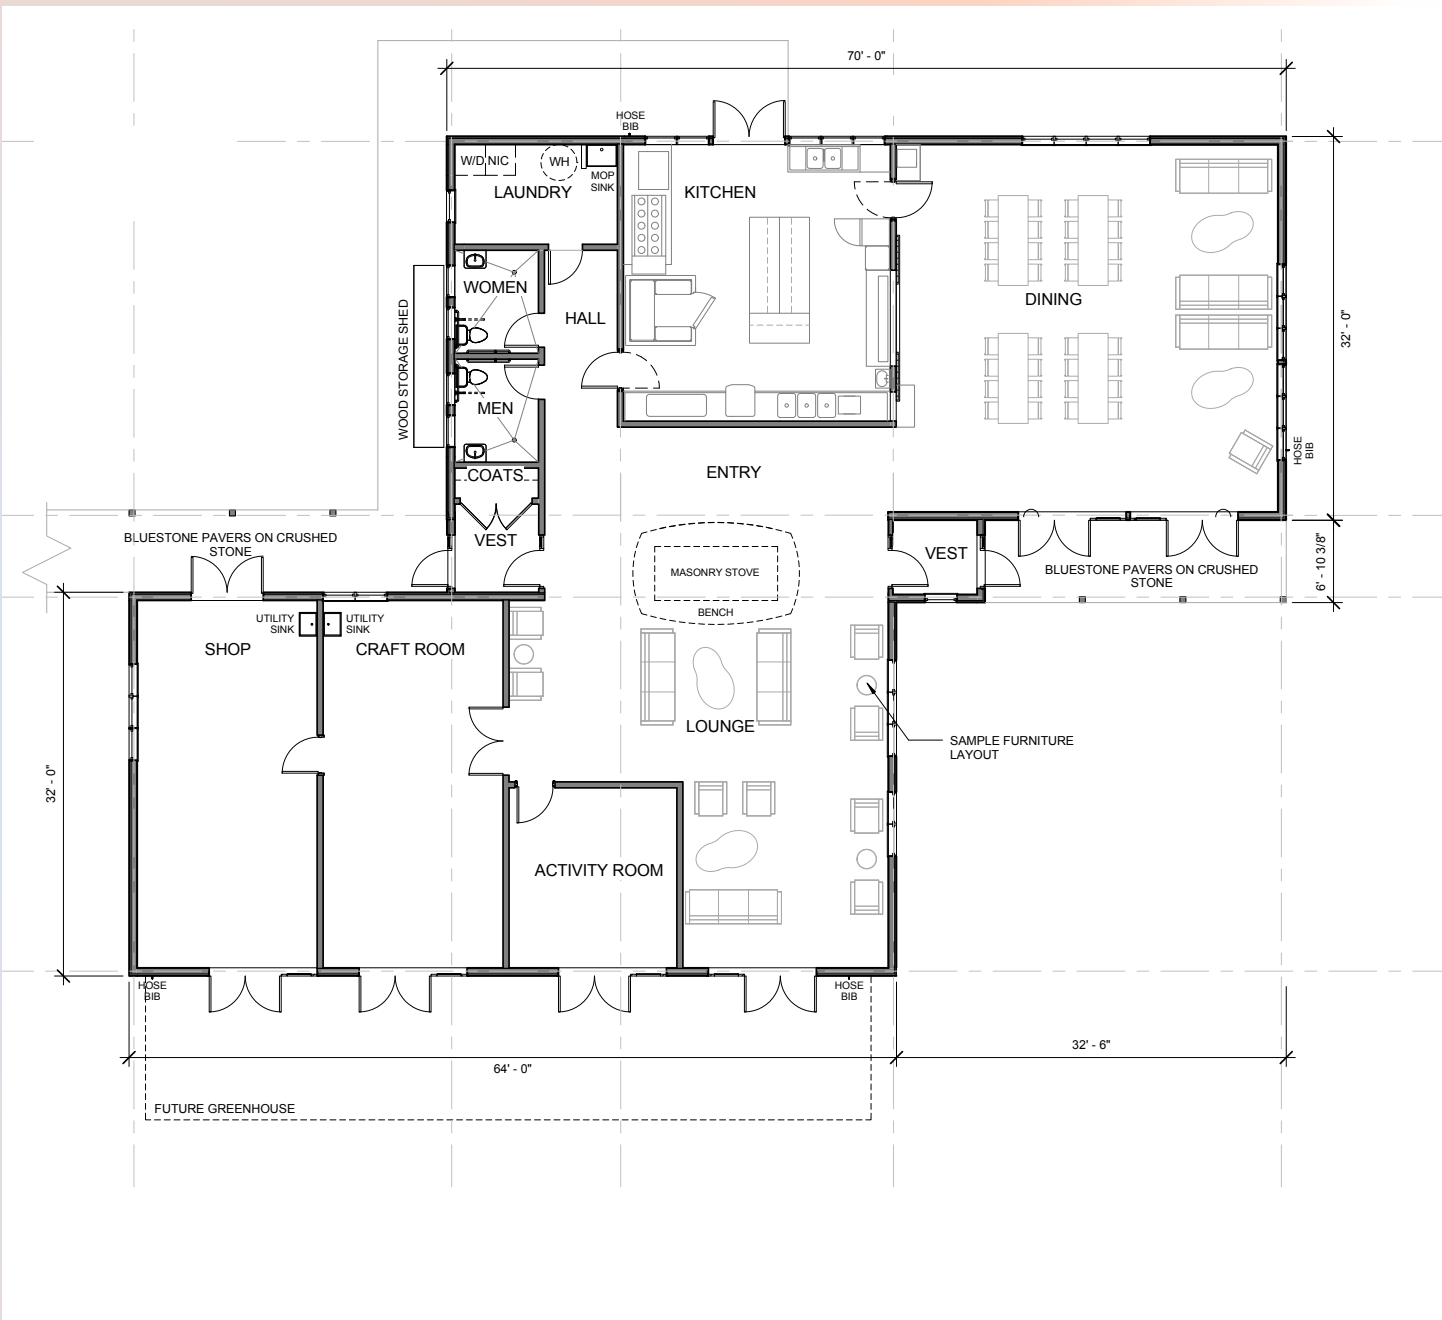 70' - 0"
HOSE
BIB
W/D NIC
WH
MOP
SINK
LAUNDRY
KITCHEN
WOMEN
DINING
HALL
WOOD STORAGE SHED
32' - 0"
MEN
HOSE
BIB
COATS
ENTRY
BLUESTONE PAVERS ON CRUSHED
STONE
VEST
VEST
MASONRY STOVE
BLUESTONE PAVERS ON CRUSHED
STONE
6' - 10 3/8"
BENCH
UTILITY
SINK
UTILITY
SINK
SHOP
CRAFT ROOM
LOUNGE
SAMPLE FURNITURE
LAYOUT
32' - 0"
ACTIVITY ROOM
HOSE
BIB
HOSE
BIB
32' - 6"
64' - 0"
FUTURE GREENHOUSE